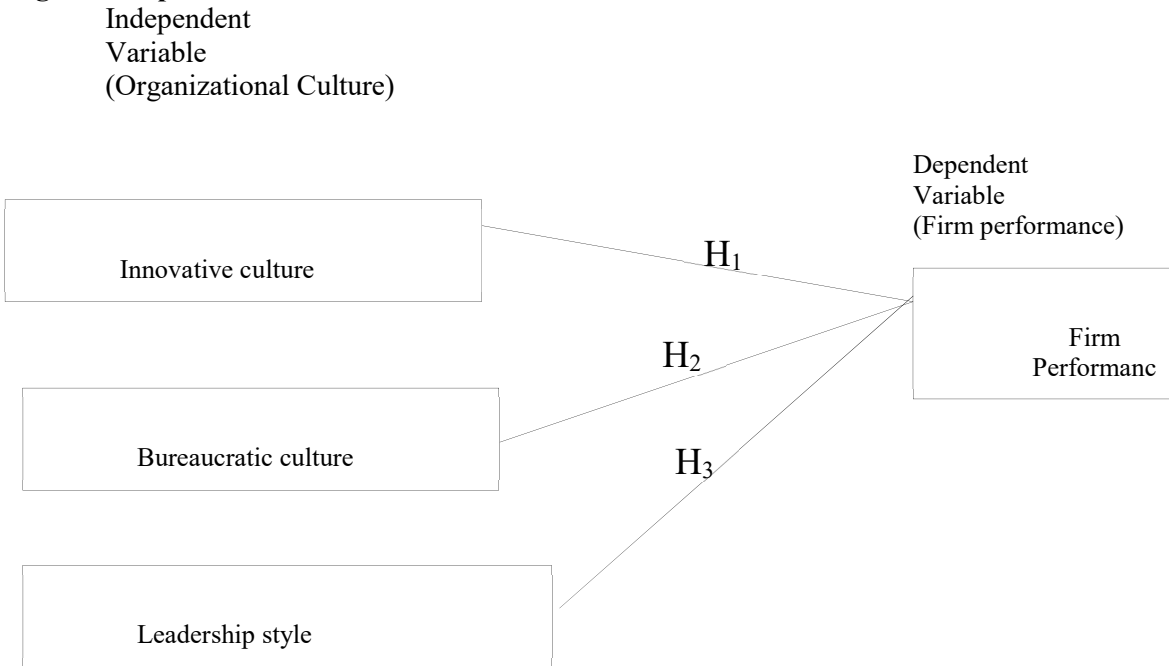 Independent
Variable
(Organizational Culture)
Dependent
Variable
(Firm performance)
Innovative culture
H₁
Firm
Performanc
H₂
Bureaucratic culture
H₃
Leadership style